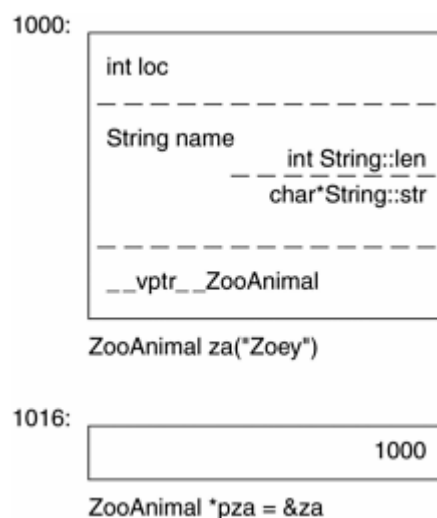 1000:
int loc
String name
int String::len
char*String::str
__vptr__ZooAnimal
ZooAnimal za("Zoey")
1016:
1000
ZooAnimal *pza = &za